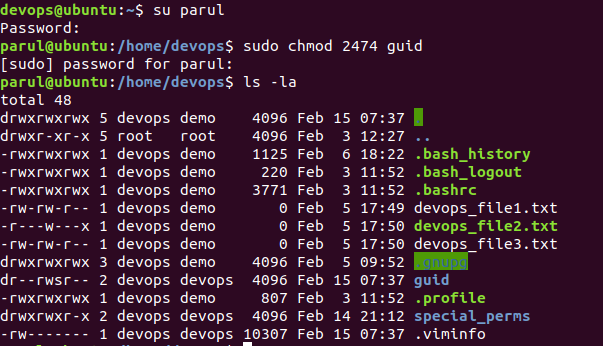 devops@ubuntu:~$ su parul
Password:
parul@ubuntu:/home/devops$ sudo chmod 2474 guid
[sudo] password for parul:
parul@ubuntu:/home/devops$ ls -la
total 48
drwxrwxrwx 5 devops demo    4096 Feb 15 07:37 .
drwxr-xr-x 5 root   root    4096 Feb  3 12:27 ..
-rwxrwxrwx 1 devops demo    1125 Feb  6 18:22 .bash_history
-rwxrwxrwx 1 devops demo     220 Feb  3 11:52 .bash_logout
-rwxrwxrwx 1 devops demo    3771 Feb  3 11:52 .bashrc
-rw-rw-r-- 1 devops demo       0 Feb  5 17:49 devops_file1.txt
-r---w---x 1 devops demo       0 Feb  5 17:50 devops_file2.txt
-rw-rw-r-- 1 devops demo       0 Feb  5 17:50 devops_file3.txt
drwxrwxrwx 3 devops demo    4096 Feb  5 09:52 .gnupg
dr--rwsr-- 2 devops devops  4096 Feb 15 07:37 guid
-rwxrwxrwx 1 devops demo     807 Feb  3 11:52 .profile
drwxrwxr-x 2 devops devops  4096 Feb 14 21:12 special_perms
-rw------- 1 devops devops 10307 Feb 15 07:37 .viminfo